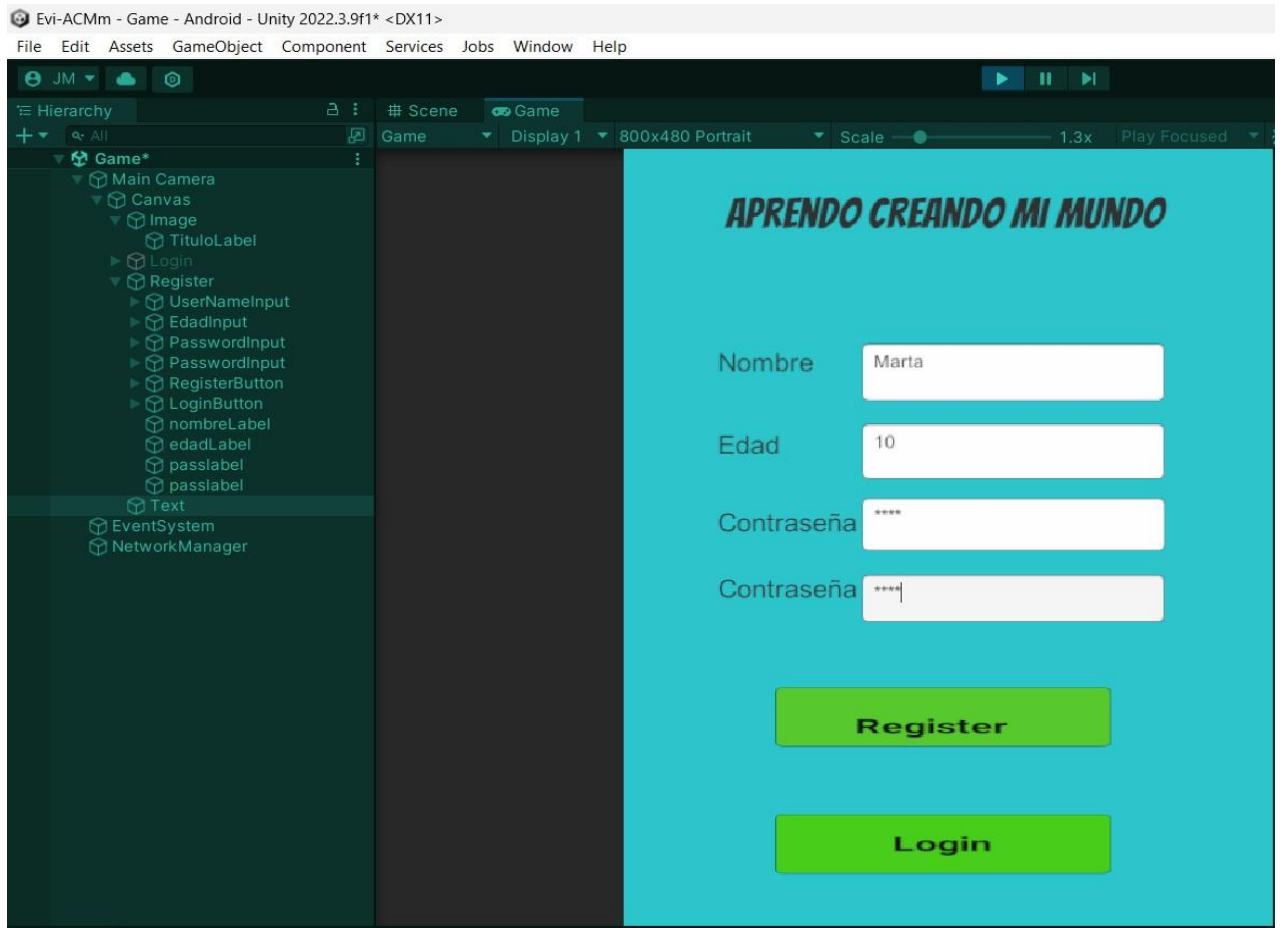 Evi-ACMm - Game - Android - Unity 2022.3.9f1* <DX11>
File Edit Assets GameObject Component Services Jobs Window Help
JM
Hierarchy
All
Game*
Main Camera
Canvas
Image
TituloLabel
Login
Register
UserNameInput
EdadInput
PasswordInput
PasswordInput
RegisterButton
LoginButton
nombreLabel
edadLabel
passlabel
passlabel
Text
EventSystem
NetworkManager
Scene Game
Game Display 1 800x480 Portrait Scale 1.3x Play Focused
APRENDO CREANDO MI MUNDO
Nombre Marta
Edad 10
Contraseña ****
Contraseña ****
Register
Login